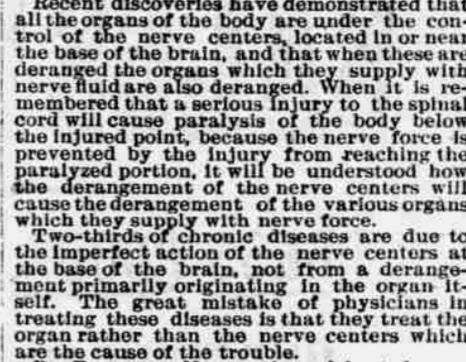 Recent discoveries have demonstrated that
all the organs of the body are under the con-
trol of the nerve centers, located in or near
the base of the brain, and that when these are
deranged the organs which they supply with
nerve fluid are also deranged. When it is re-
membered that a serious injury to the spinal
cord will cause paralysis of the body below
the injured point, because the nerve force is
prevented by the injury from reaching the
paralyzed portion, it will be understood how
the derangement of the nerve centers will
cause the derangement of the various organs
which they supply with nerve force.
Two-thirds of chronic diseases are due to
the imperfect action of the nerve centers at
the base of the brain, not from a derange-
ment primarily originating in the organ it-
self. The great mistake of physicians in
treating these diseases is that they treat the
organ rather than the nerve centers which
are the cause of the trouble.